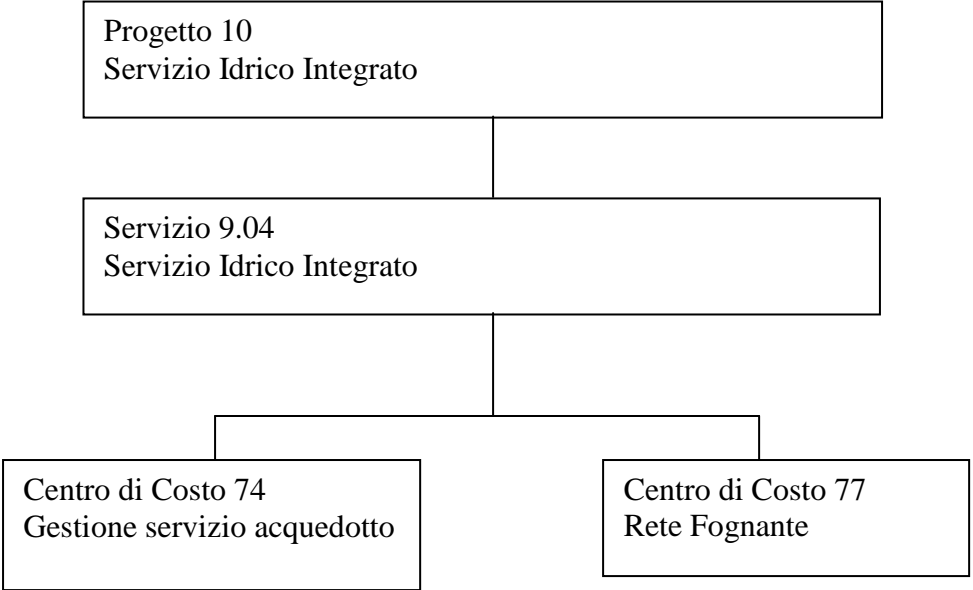 Progetto 10
Servizio Idrico Integrato
Servizio 9.04
Servizio Idrico Integrato
Centro di Costo 74
Gestione servizio acquedotto
Centro di Costo 77
Rete Fognante